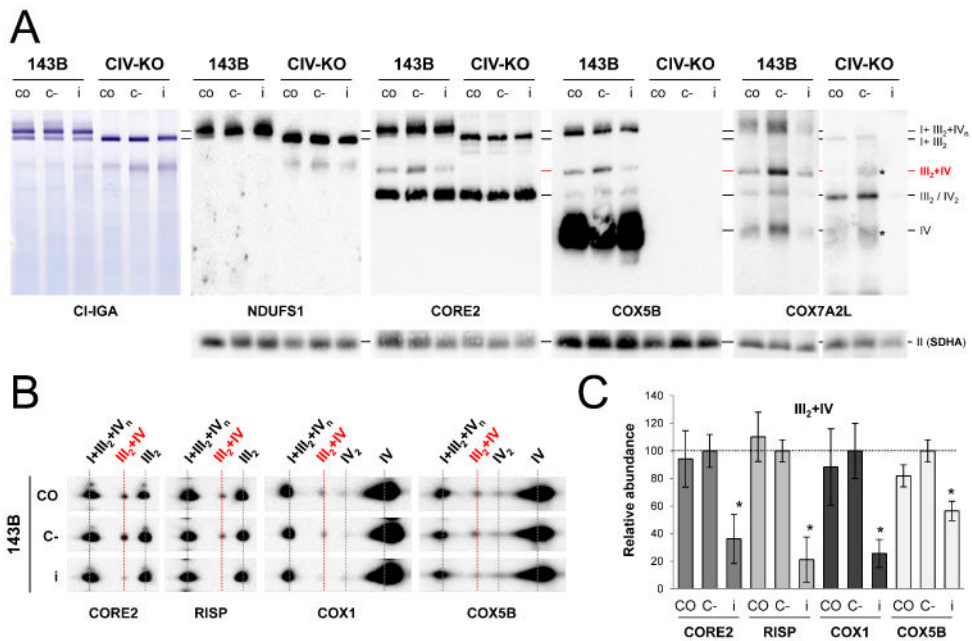 A
143B CIV-KO 143B CIV-KO 143B CIV-KO 143B CIV-KO 143B CIV-KO
co c- i co c- i co c- i co c- i co c- i co c- i co c- i co c- i co c- i co c- i
I+ III₂+IVₙ
I+ III₂
III₂+IV
*
III₂ / IV₂
IV
*
CI-IGA NDUFS1 CORE2 COX5B COX7A2L
II (SDHA)
B
I+III₂+IVₙ III₂+IV III₂ I+III₂+IVₙ III₂+IV III₂ I+III₂+IVₙ III₂+IV IV₂ IV I+III₂+IVₙ III₂+IV IV₂ IV
143B
CO
C-
i
CORE2 RISP COX1 COX5B
C
III₂+IV
Relative abundance
140
120
100
80
60
40
20
0
* * * *
CO C- i CO C- i CO C- i CO C- i
CORE2 RISP COX1 COX5B